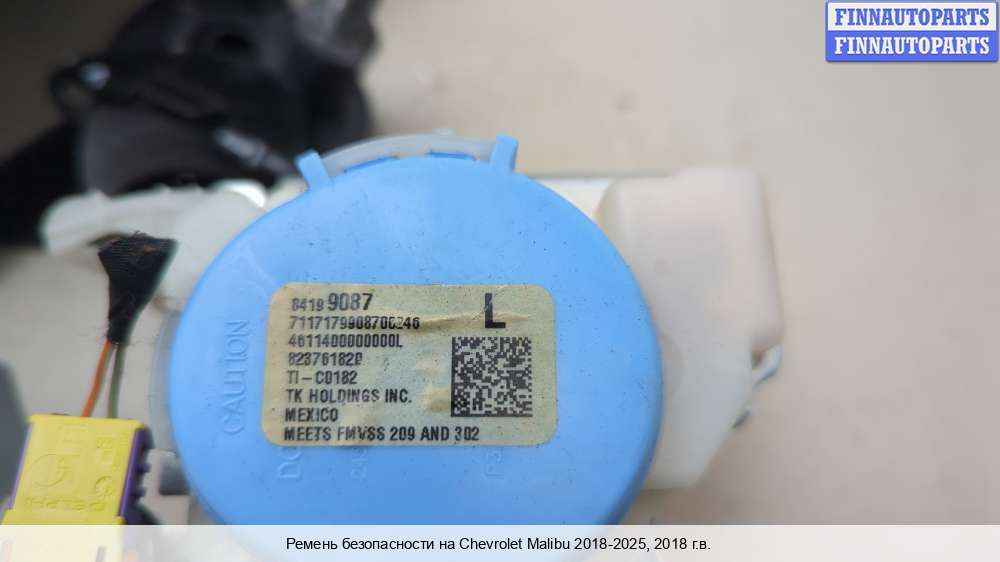 FINNAUTOPARTS
FINNAUTOPARTS
84199087
L
7117179908700246
4611400000000L
823761820
TI-C0182
TK HOLDINGS INC.
MEXICO
MEETS FMVSS 209 AND 302
CAUTION
Ремень безопасности на Chevrolet Malibu 2018-2025, 2018 г.в.